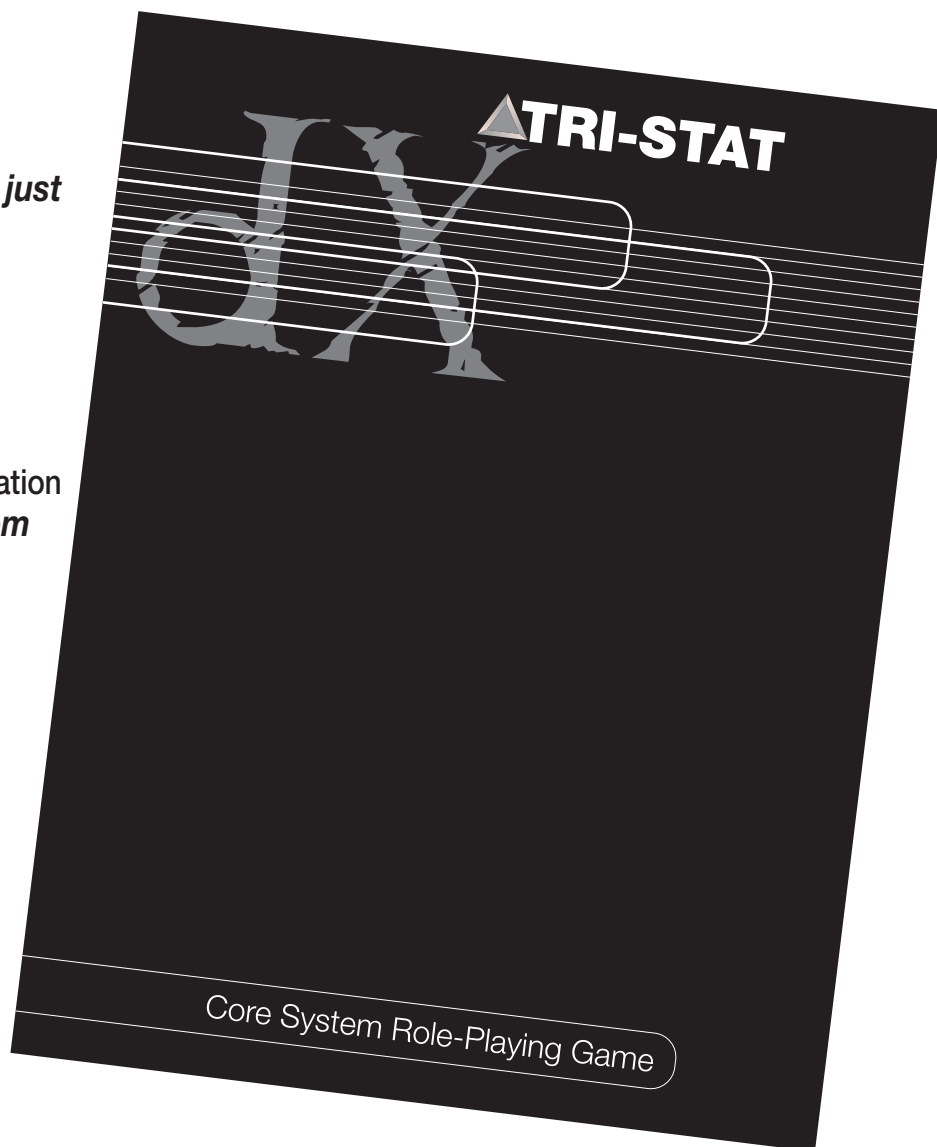 TRI-STAT
dX
just
ation
m
Core System Role-Playing Game